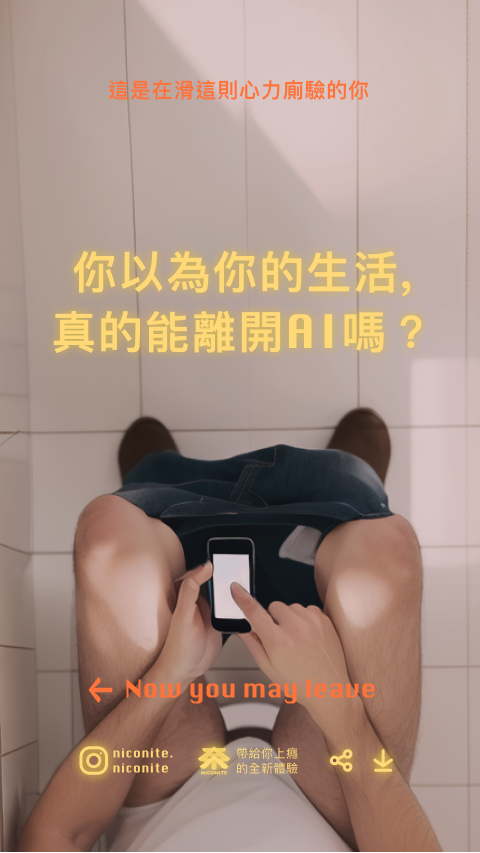 這是在滑這則心力廁驗的你
你以為你的生活,
真的能離開AI嗎？
← Now you may leave
niconite.
niconite
NICONITE
帶給你上癮
的全新體驗